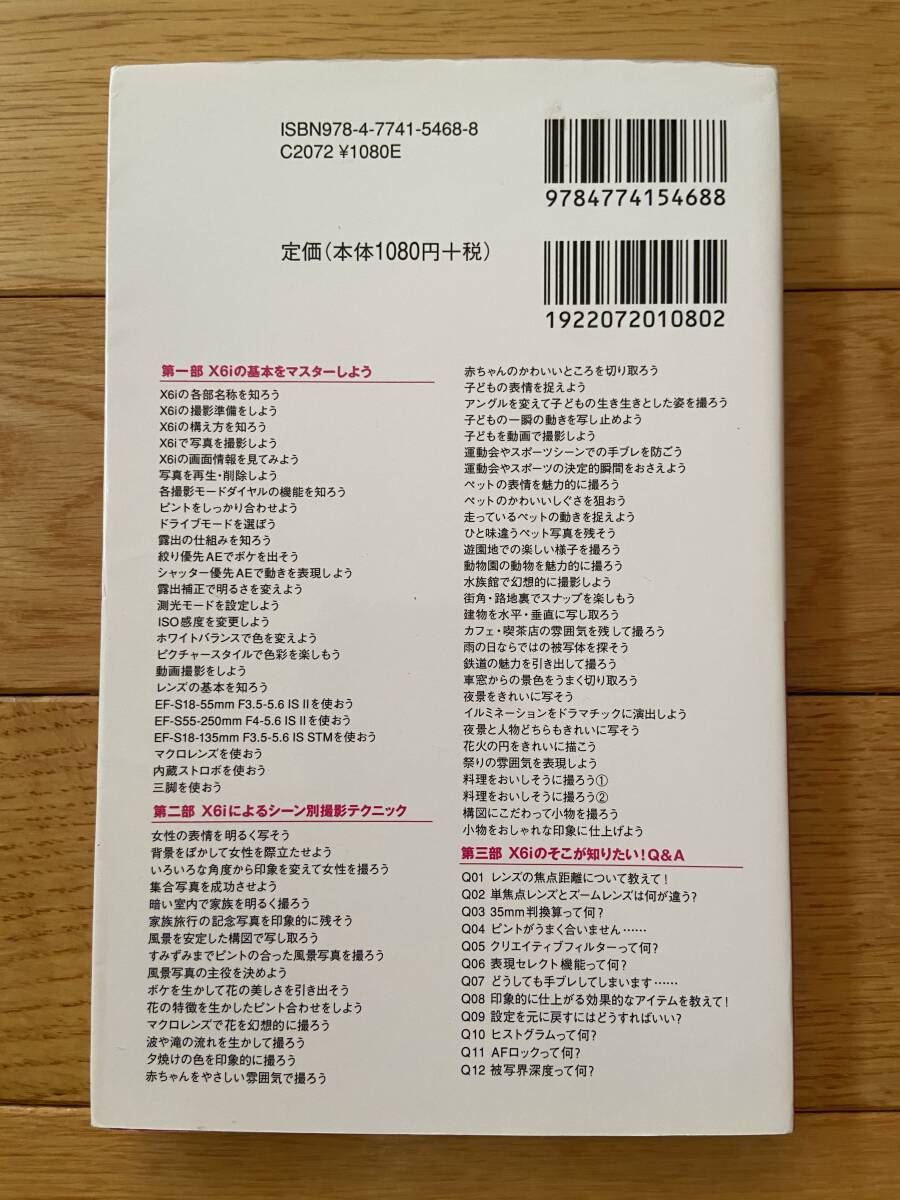 ISBN978-4-7741-5468-8
C2072 ¥1080E
9784774154688
定価(本体1080円+税)
1922072010802
第一部 X6iの基本をマスターしよう
X6iの各部名称を知ろう
X6iの撮影準備をしよう
X6iの構え方を知ろう
X6iで写真を撮影しよう
X6iの画面情報を見てみよう
写真を再生・削除しよう
各撮影モードダイヤルの機能を知ろう
ピントをしっかり合わせよう
ドライブモードを選ぼう
露出の仕組みを知ろう
絞り優先AEでボケを出そう
シャッター優先AEで動きを表現しよう
露出補正で明るさを変えよう
測光モードを設定しよう
ISO感度を変更しよう
ホワイトバランスで色を変えよう
ピクチャースタイルで色彩を楽しもう
動画撮影をしよう
レンズの基本を知ろう
EF-S18-55mm F3.5-5.6 IS IIを使おう
EF-S55-250mm F4-5.6 IS IIを使おう
EF-S18-135mm F3.5-5.6 IS STMを使おう
マクロレンズを使おう
内蔵ストロボを使おう
三脚を使おう
第二部 X6iによるシーン別撮影テクニック
女性の表情を明るく写そう
背景をぼかして女性を際立たせよう
いろいろな角度から印象を変えて女性を撮ろう
集合写真を成功させよう
暗い室内で家族を明るく撮ろう
家族旅行の記念写真を印象的に残そう
風景を安定した構図で写し取ろう
すみずみまでピントの合った風景写真を撮ろう
風景写真の主役を決めよう
ボケを生かして花の美しさを引き出そう
花の特徴を生かしたピント合わせをしよう
マクロレンズで花を幻想的に撮ろう
波や滝の流れを生かして撮ろう
夕焼けの色を印象的に撮ろう
赤ちゃんをやさしい雰囲気で撮ろう
赤ちゃんのかわいいところを切り取ろう
子どもの表情を捉えよう
アングルを変えて子どもの生き生きとした姿を撮ろう
子どもの一瞬の動きを写し止めよう
子どもを動画で撮影しよう
運動会やスポーツシーンでの手ブレを防ごう
運動会やスポーツの決定的瞬間をおさえよう
ペットの表情を魅力的に撮ろう
ペットのかわいいしぐさを狙おう
走っているペットの動きを捉えよう
ひと味違うペット写真を残そう
遊園地での楽しい様子を撮ろう
動物園の動物を魅力的に撮ろう
水族館で幻想的に撮影しよう
街角・路地裏でスナップを楽しもう
建物を水平・垂直に写し取ろう
カフェ・喫茶店の雰囲気を残して撮ろう
雨の日ならではの被写体を探そう
鉄道の魅力を引き出して撮ろう
車窓からの景色をうまく切り取ろう
夜景をきれいに写そう
イルミネーションをドラマチックに演出しよう
夜景と人物どちらもきれいに写そう
花火の円をきれいに描こう
祭りの雰囲気を表現しよう
料理をおいしそうに撮ろう①
料理をおいしそうに撮ろう②
構図にこだわって小物を撮ろう
小物をおしゃれな印象に仕上げよう
第三部 X6iのそこが知りたい!Q&A
Q01 レンズの焦点距離について教えて!
Q02 単焦点レンズとズームレンズは何が違う?
Q03 35mm判換算って何?
Q04 ピントがうまく合いません……
Q05 クリエイティブフィルターって何?
Q06 表現セレクト機能って何?
Q07 どうしても手ブレしてしまいます……
Q08 印象的に仕上がる効果的なアイテムを教えて!
Q09 設定を元に戻すにはどうすればいい?
Q10 ヒストグラムって何?
Q11 AFロックって何?
Q12 被写界深度って何?